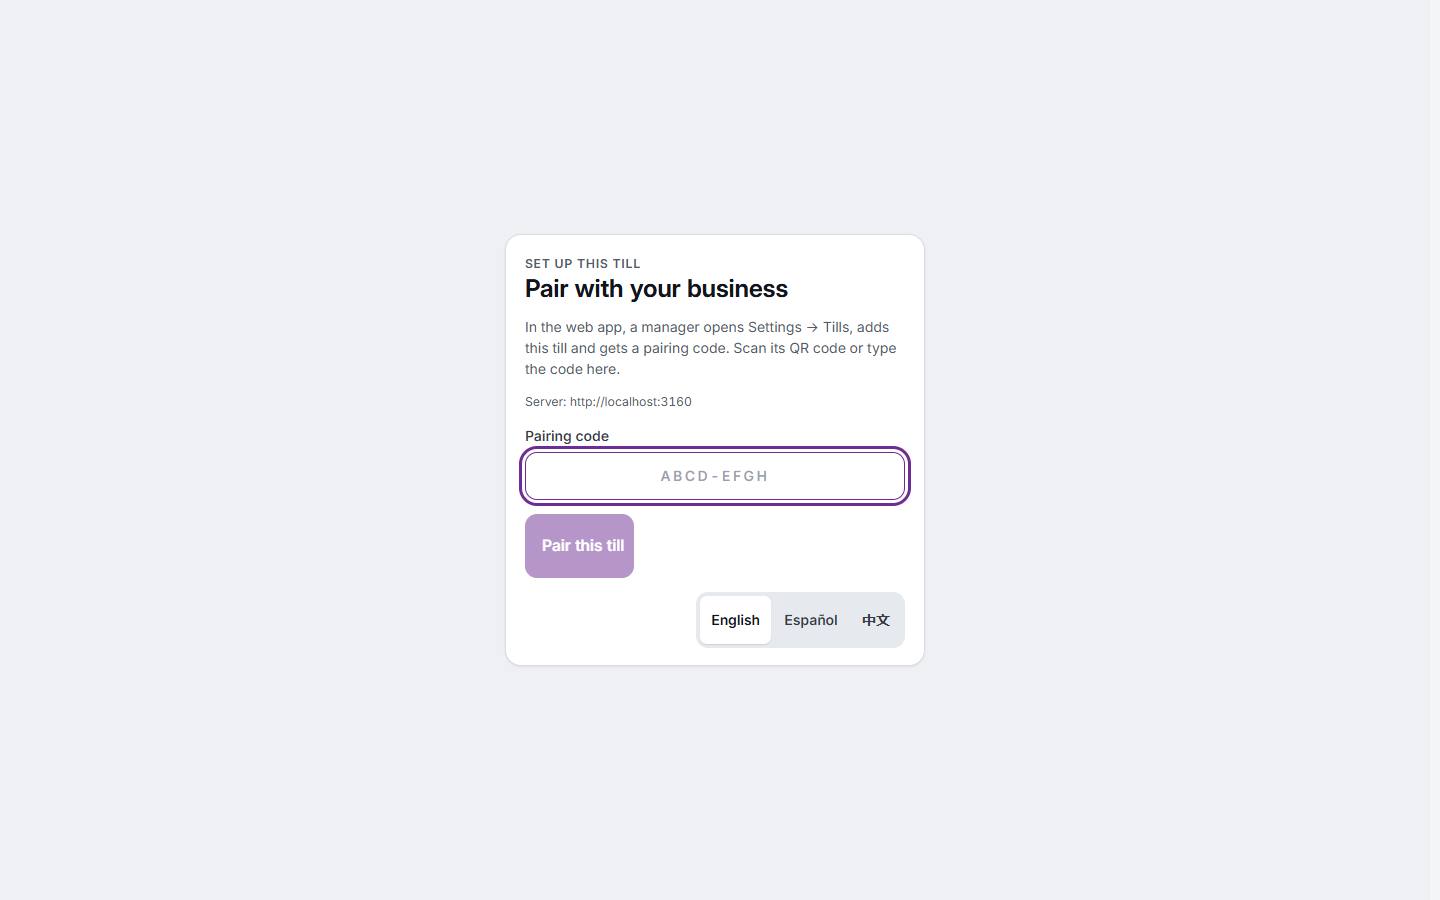 SET UP THIS TILL
Pair with your business
In the web app, a manager opens Settings → Tills, adds
this till and gets a pairing code. Scan its QR code or type
the code here.
Server: http://localhost:3160
Pairing code
ABCD-EFGH
Pair this till
English Español 中文